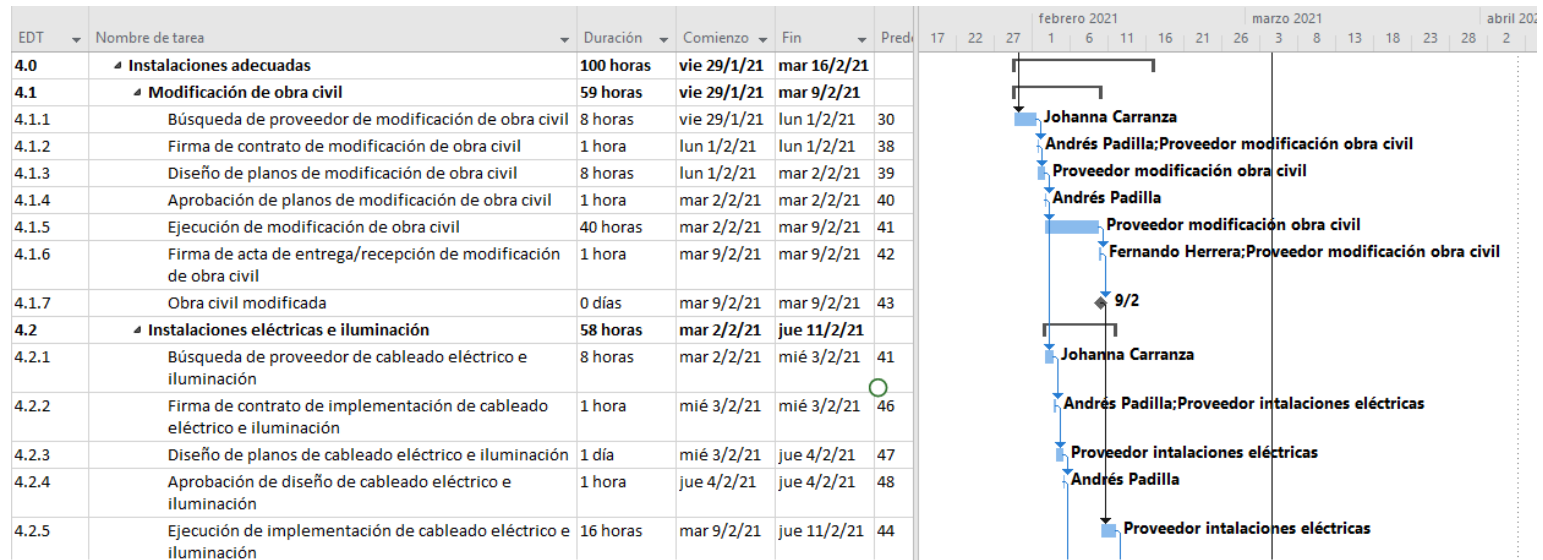 febrero 2021 marzo 2021 abril 202
EDT Nombre de tarea Duración Comienzo Fin Pred 17 22 27 1 6 11 16 21 26 3 8 13 18 23 28 2
4.0 Instalaciones adecuadas 100 horas vie 29/1/21 mar 16/2/21
4.1 Modificación de obra civil 59 horas vie 29/1/21 mar 9/2/21
4.1.1 Búsqueda de proveedor de modificación de obra civil 8 horas vie 29/1/21 lun 1/2/21 30 Johanna Carranza
4.1.2 Firma de contrato de modificación de obra civil 1 hora lun 1/2/21 lun 1/2/21 38 Andrés Padilla;Proveedor modificación obra civil
4.1.3 Diseño de planos de modificación de obra civil 8 horas lun 1/2/21 mar 2/2/21 39 Proveedor modificación obra civil
4.1.4 Aprobación de planos de modificación de obra civil 1 hora mar 2/2/21 mar 2/2/21 40 Andrés Padilla
4.1.5 Ejecución de modificación de obra civil 40 horas mar 2/2/21 mar 9/2/21 41 Proveedor modificación obra civil
4.1.6 Firma de acta de entrega/recepción de modificación 1 hora mar 9/2/21 mar 9/2/21 42 Fernando Herrera;Proveedor modificación obra civil
de obra civil
4.1.7 Obra civil modificada 0 días mar 9/2/21 mar 9/2/21 43 9/2
4.2 Instalaciones eléctricas e iluminación 58 horas mar 2/2/21 jue 11/2/21
4.2.1 Búsqueda de proveedor de cableado eléctrico e 8 horas mar 2/2/21 mié 3/2/21 41 Johanna Carranza
iluminación
4.2.2 Firma de contrato de implementación de cableado 1 hora mié 3/2/21 mié 3/2/21 46 Andrés Padilla;Proveedor intalaciones eléctricas
eléctrico e iluminación
4.2.3 Diseño de planos de cableado eléctrico e iluminación 1 día mié 3/2/21 jue 4/2/21 47 Proveedor intalaciones eléctricas
4.2.4 Aprobación de diseño de cableado eléctrico e 1 hora jue 4/2/21 jue 4/2/21 48 Andrés Padilla
iluminación
4.2.5 Ejecución de implementación de cableado eléctrico e 16 horas mar 9/2/21 jue 11/2/21 44 Proveedor intalaciones eléctricas
iluminación